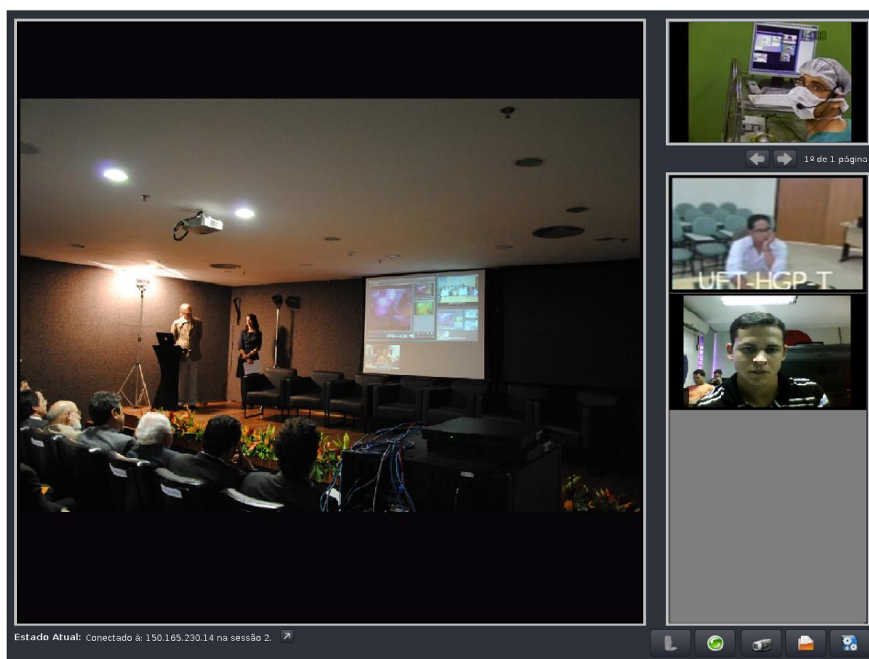 1º de 1 página
UFT-HGP-T
Estado Atual: Conectado à: 150.165.230.14 na sessão 2.